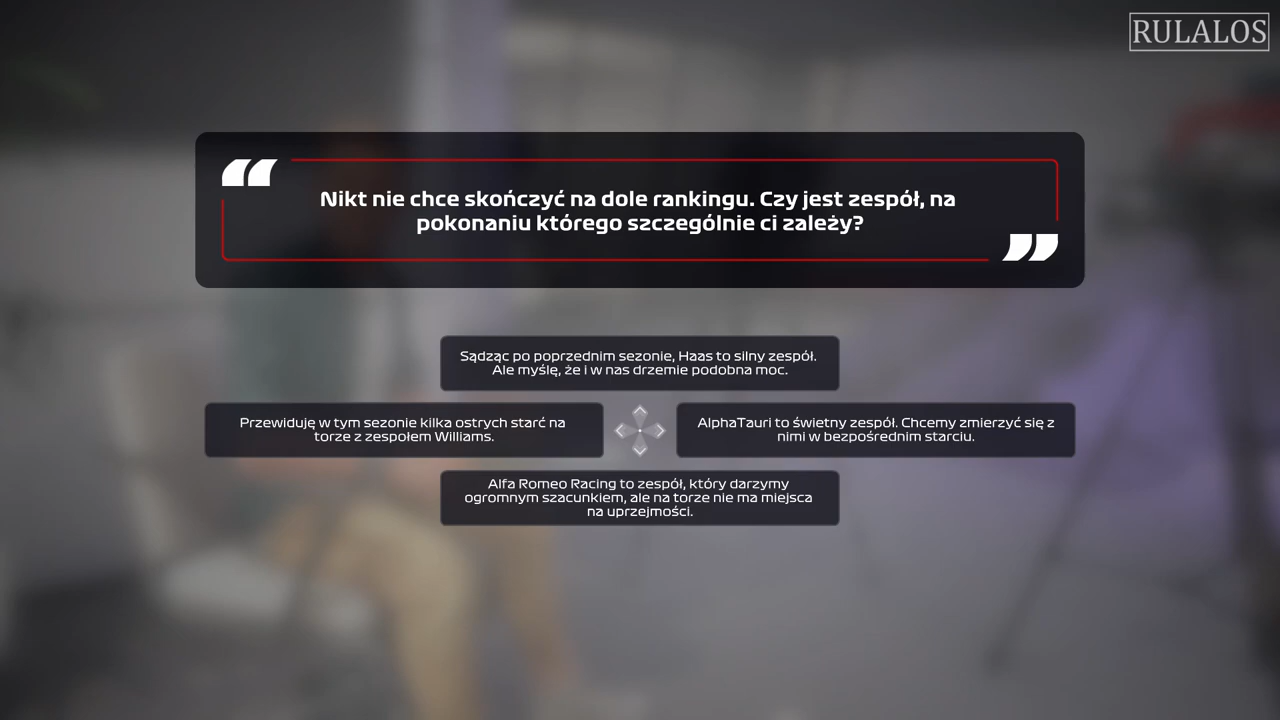 RULALOS
Nikt nie chce skończyć na dole rankingu. Czy jest zespół, na
pokonaniu którego szczególnie ci zależy?
Sądząc po poprzednim sezonie, Haas to silny zespół.
Ale myślę, że i w nas drzemie podobna moc.
Przewiduję w tym sezonie kilka ostrych starć na
torze z zespołem Williams.
AlphaTauri to świetny zespół. Chcemy zmierzyć się z
nimi w bezpośrednim starciu.
Alfa Romeo Racing to zespół, który darzymy
ogromnym szacunkiem, ale na torze nie ma miejsca
na uprzejmości.